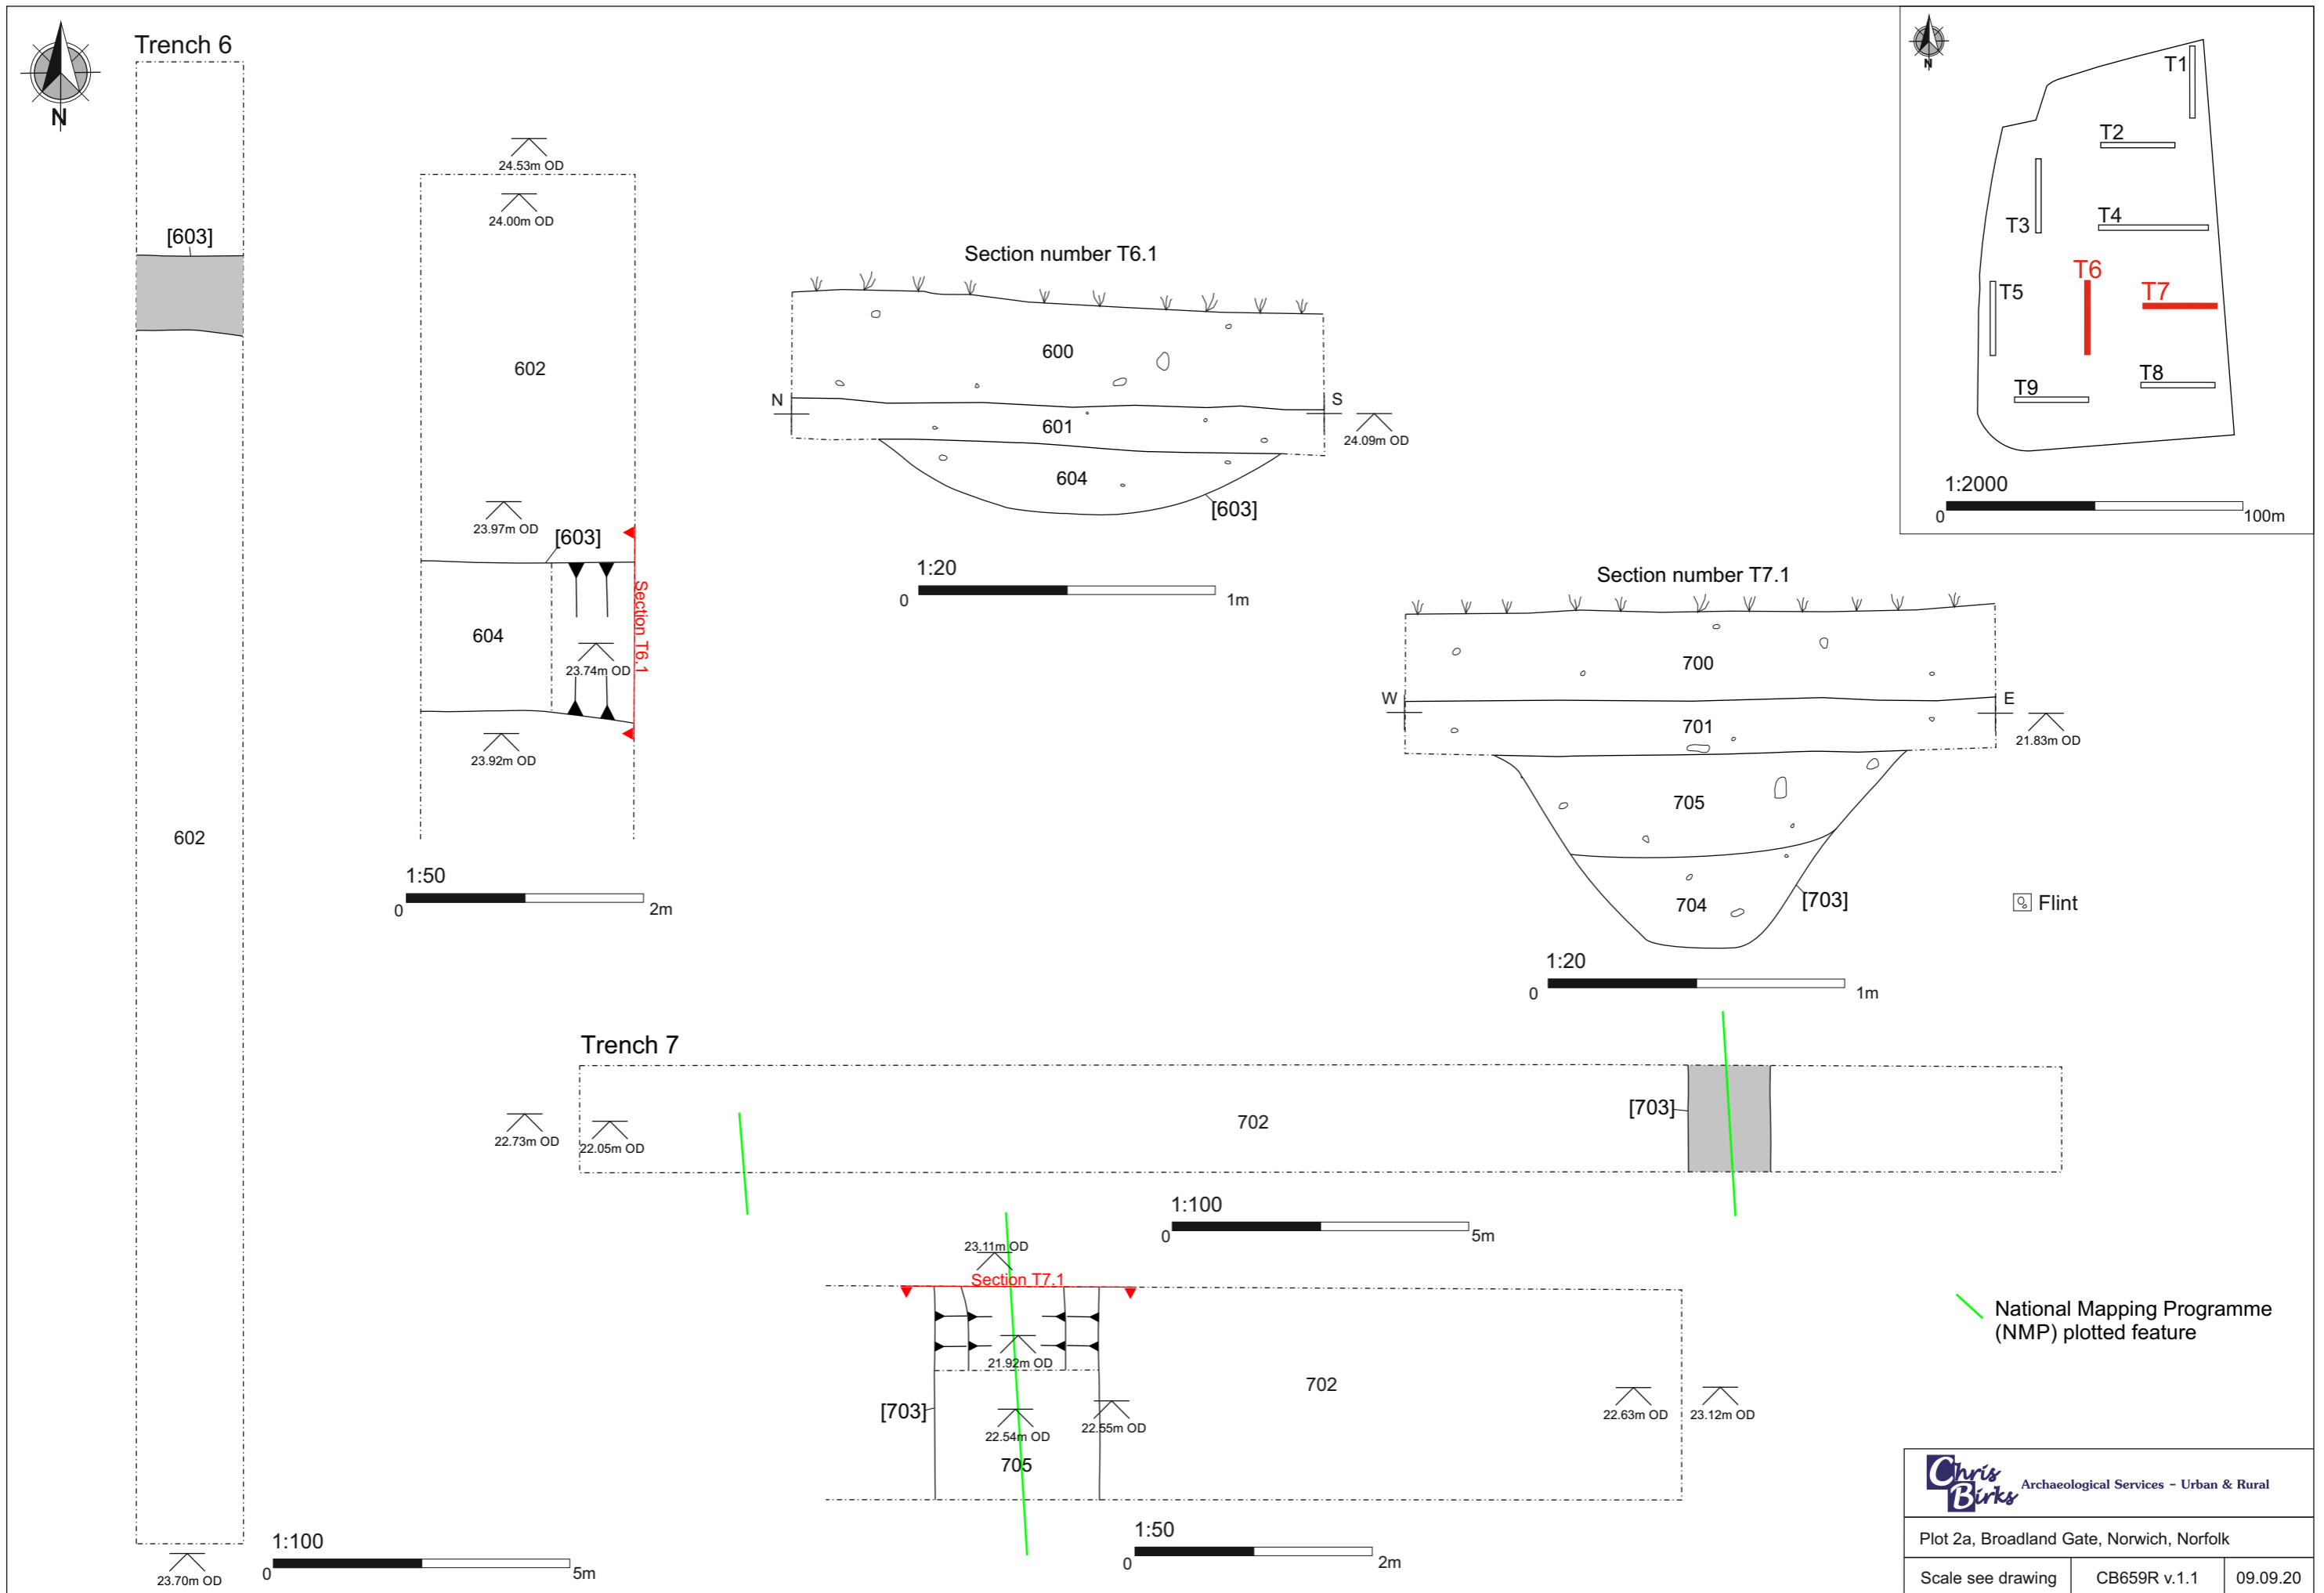 N
Trench 6
[603]
602
23.70m OD
1:100
0
5m
24.53m OD
24.00m OD
602
23.97m OD
[603]
604
23.74m OD
Section T6.1
23.92m OD
1:50
0
2m
Section number T6.1
600
N
S
601
24.09m OD
604
[603]
1:20
0
1m
N
T1
T2
T3
T4
T6
T5
T7
T9
T8
1:2000
0
100m
Section number T7.1
700
W
E
701
21.83m OD
705
704
[703]
Flint
1:20
0
1m
Trench 7
22.73m OD
22.05m OD
702
[703]
1:100
0
5m
23.11m OD
Section T7.1
21.92m OD
702
[703]
22.55m OD
22.54m OD
705
22.63m OD
23.12m OD
1:50
0
2m
National Mapping Programme
(NMP) plotted feature
Chris
Birks
Archaeological Services - Urban & Rural
Plot 2a, Broadland Gate, Norwich, Norfolk
Scale see drawing
CB659R v.1.1
09.09.20